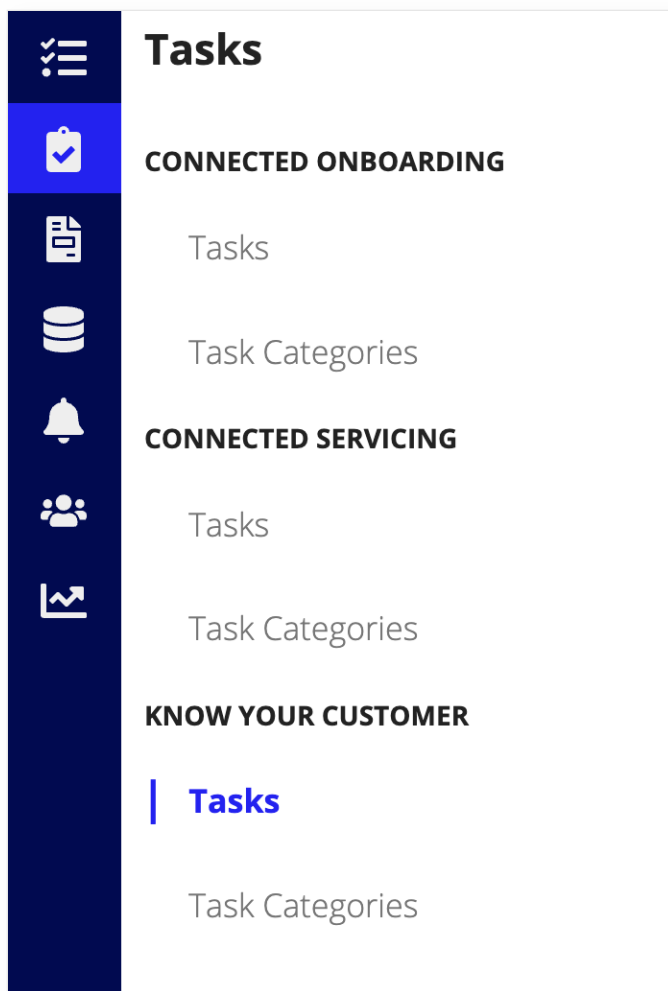 Tasks
CONNECTED ONBOARDING
Tasks
Task Categories
CONNECTED SERVICING
Tasks
Task Categories
KNOW YOUR CUSTOMER
Tasks
Task Categories